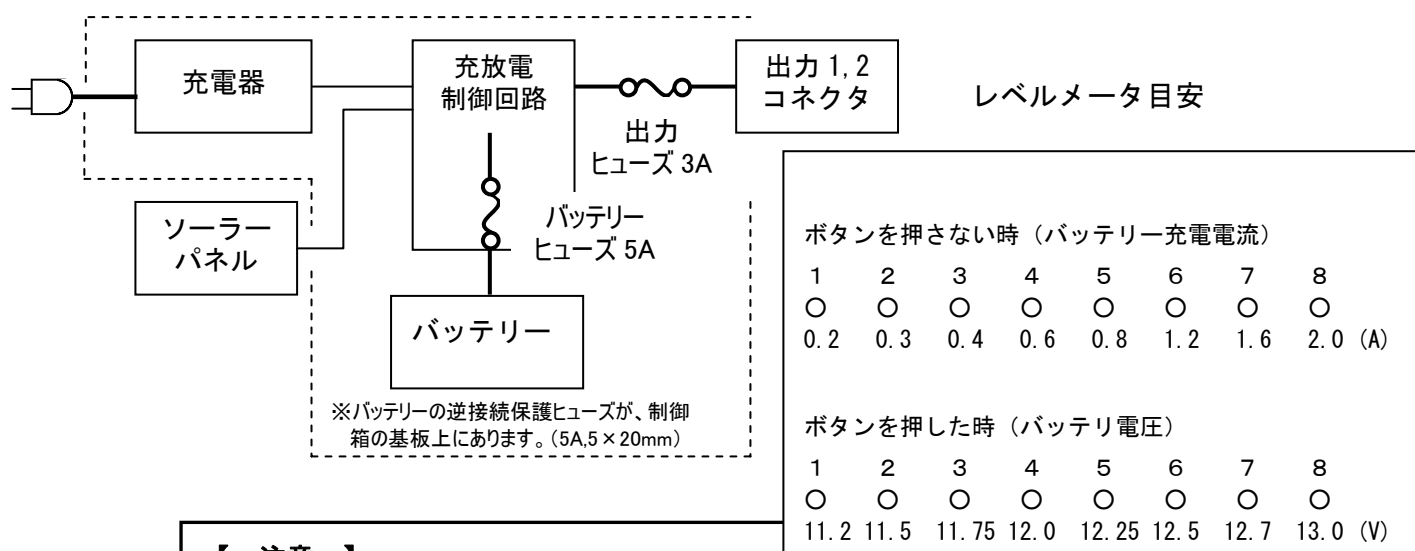 充電器
充放電
制御回路
出力 1,2
コネクタ
出力
ヒューズ 3A
ソーラー
パネル
バッテリー
ヒューズ 5A
バッテリー
※バッテリーの逆接続保護ヒューズが、制御
箱の基板上にあります。（5A,5×20mm）
レベルメータ目安
ボタンを押さない時（バッテリー充電電流）
1 2 3 4 5 6 7 8
○ ○ ○ ○ ○ ○ ○ ○
0.2 0.3 0.4 0.6 0.8 1.2 1.6 2.0 (A)
ボタンを押した時（バッテリ電圧）
1 2 3 4 5 6 7 8
○ ○ ○ ○ ○ ○ ○ ○
11.2 11.5 11.75 12.0 12.25 12.5 12.7 13.0 (V)
【 注意 】